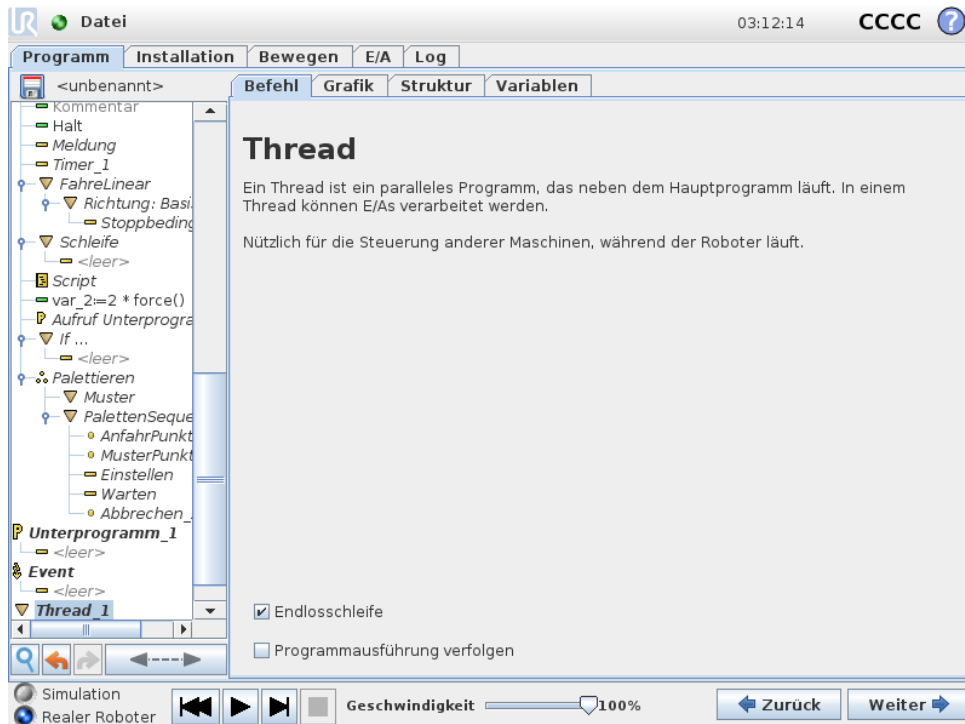 UR Datei 03:12:14 CCCC ?
Programm Installation Bewegen E/A Log
<unbenannt> Befehl Grafik Struktur Variablen
Kommentar
Halt
Meldung
Timer_1
FahreLinear
Richtung: Basi
Stoppbeding
Schleife
<leer>
Script
var_2:=2 * force()
Aufruf Unterprogra
If ...
<leer>
Palettieren
Muster
PalettenSeque
AnfahrPunkt
MusterPunkt
Einstellen
Warten
Abbrechen_
P Unterprogramm_1
<leer>
Event
<leer>
Thread_1
Thread
Ein Thread ist ein paralleles Programm, das neben dem Hauptprogramm läuft. In einem
Thread können E/As verarbeitet werden.
Nützlich für die Steuerung anderer Maschinen, während der Roboter läuft.
Endlosschleife
Programmausführung verfolgen
Simulation
Realer Roboter
Geschwindigkeit 100%
Zurück Weiter